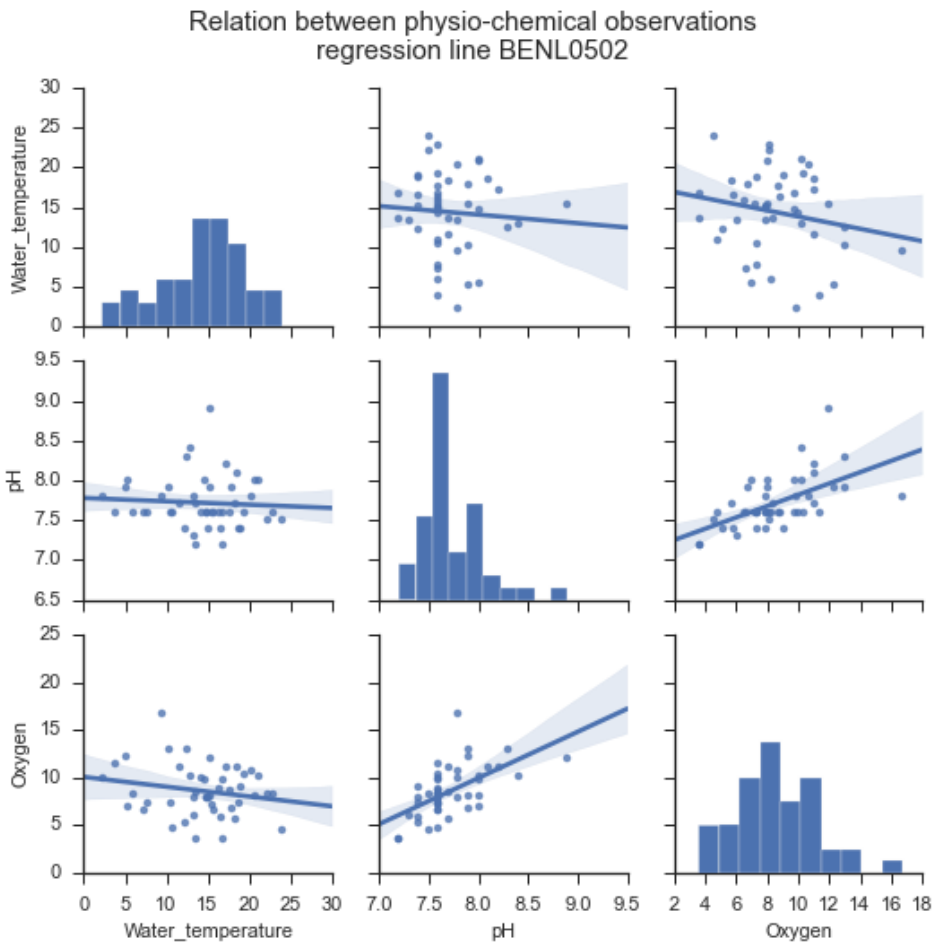 Relation between physio-chemical observations
regression line BENL0502
30
25
20
15
10
5
0
Water_temperature
9.5
9.0
8.5
8.0
7.5
7.0
6.5
pH
25
20
15
10
5
0
Oxygen
0 5 10 15 20 25 30
Water_temperature
7.0 7.5 8.0 8.5 9.0 9.5
pH
2 4 6 8 10 12 14 16 18
Oxygen